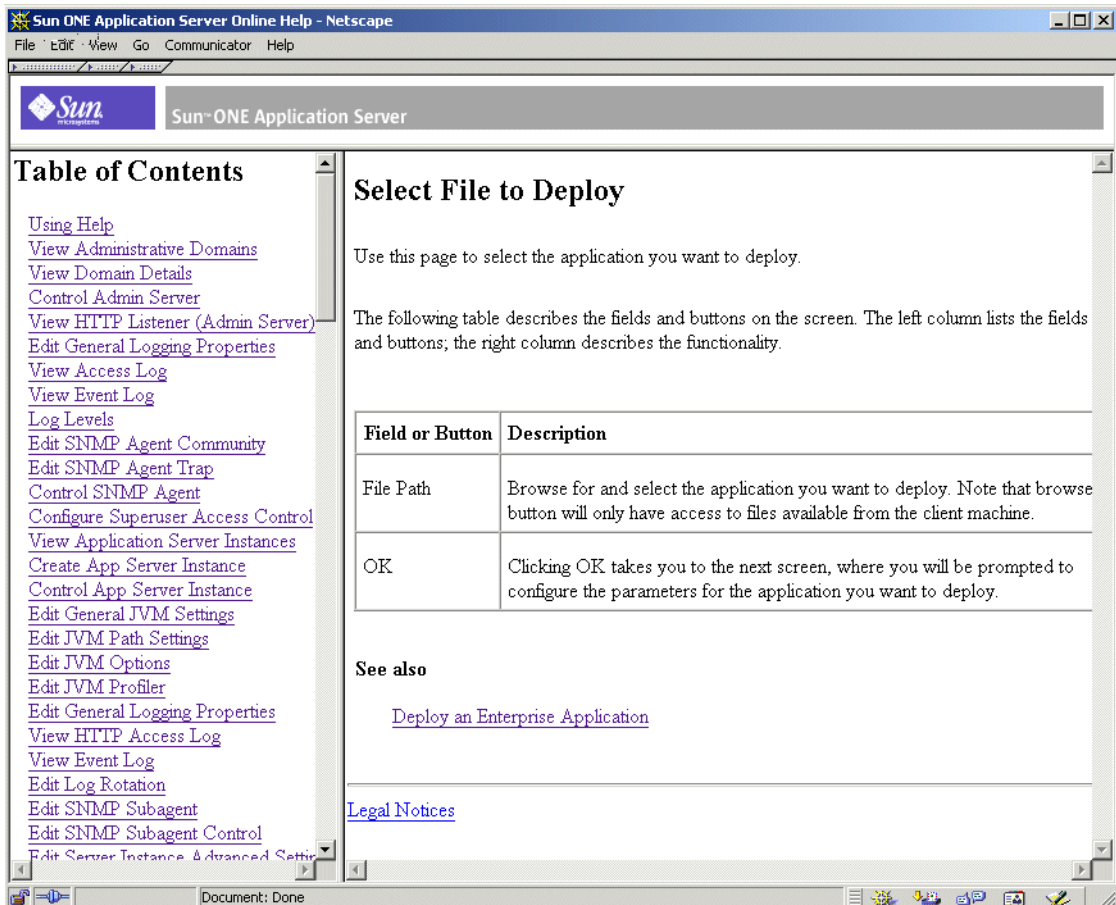 Sun ONE Application Server Online Help - Netscape
File Edit View Go Communicator Help
Sun
microsystems
Sun™ ONE Application Server
Table of Contents
Using Help
View Administrative Domains
View Domain Details
Control Admin Server
View HTTP Listener (Admin Server)
Edit General Logging Properties
View Access Log
View Event Log
Log Levels
Edit SNMP Agent Community
Edit SNMP Agent Trap
Control SNMP Agent
Configure Superuser Access Control
View Application Server Instances
Create App Server Instance
Control App Server Instance
Edit General JVM Settings
Edit JVM Path Settings
Edit JVM Options
Edit JVM Profiler
Edit General Logging Properties
View HTTP Access Log
View Event Log
Edit Log Rotation
Edit SNMP Subagent
Edit SNMP Subagent Control
Edit Server Instance Advanced Settin
Select File to Deploy
Use this page to select the application you want to deploy.
The following table describes the fields and buttons on the screen. The left column lists the fields
and buttons; the right column describes the functionality.
Field or Button Description
File Path Browse for and select the application you want to deploy. Note that browse
button will only have access to files available from the client machine.
OK Clicking OK takes you to the next screen, where you will be prompted to
configure the parameters for the application you want to deploy.
See also
Deploy an Enterprise Application
Legal Notices
Document: Done